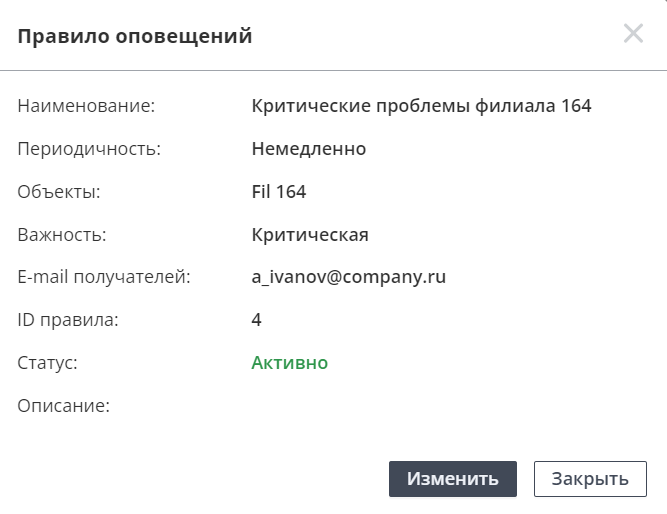 Правило оповещений
Наименование: Критические проблемы филиала 164
Периодичность: Немедленно
Объекты: Fil 164
Важность: Критическая
E-mail получателей: a_ivanov@company.ru
ID правила: 4
Статус: Активно
Описание:
Изменить Закрыть